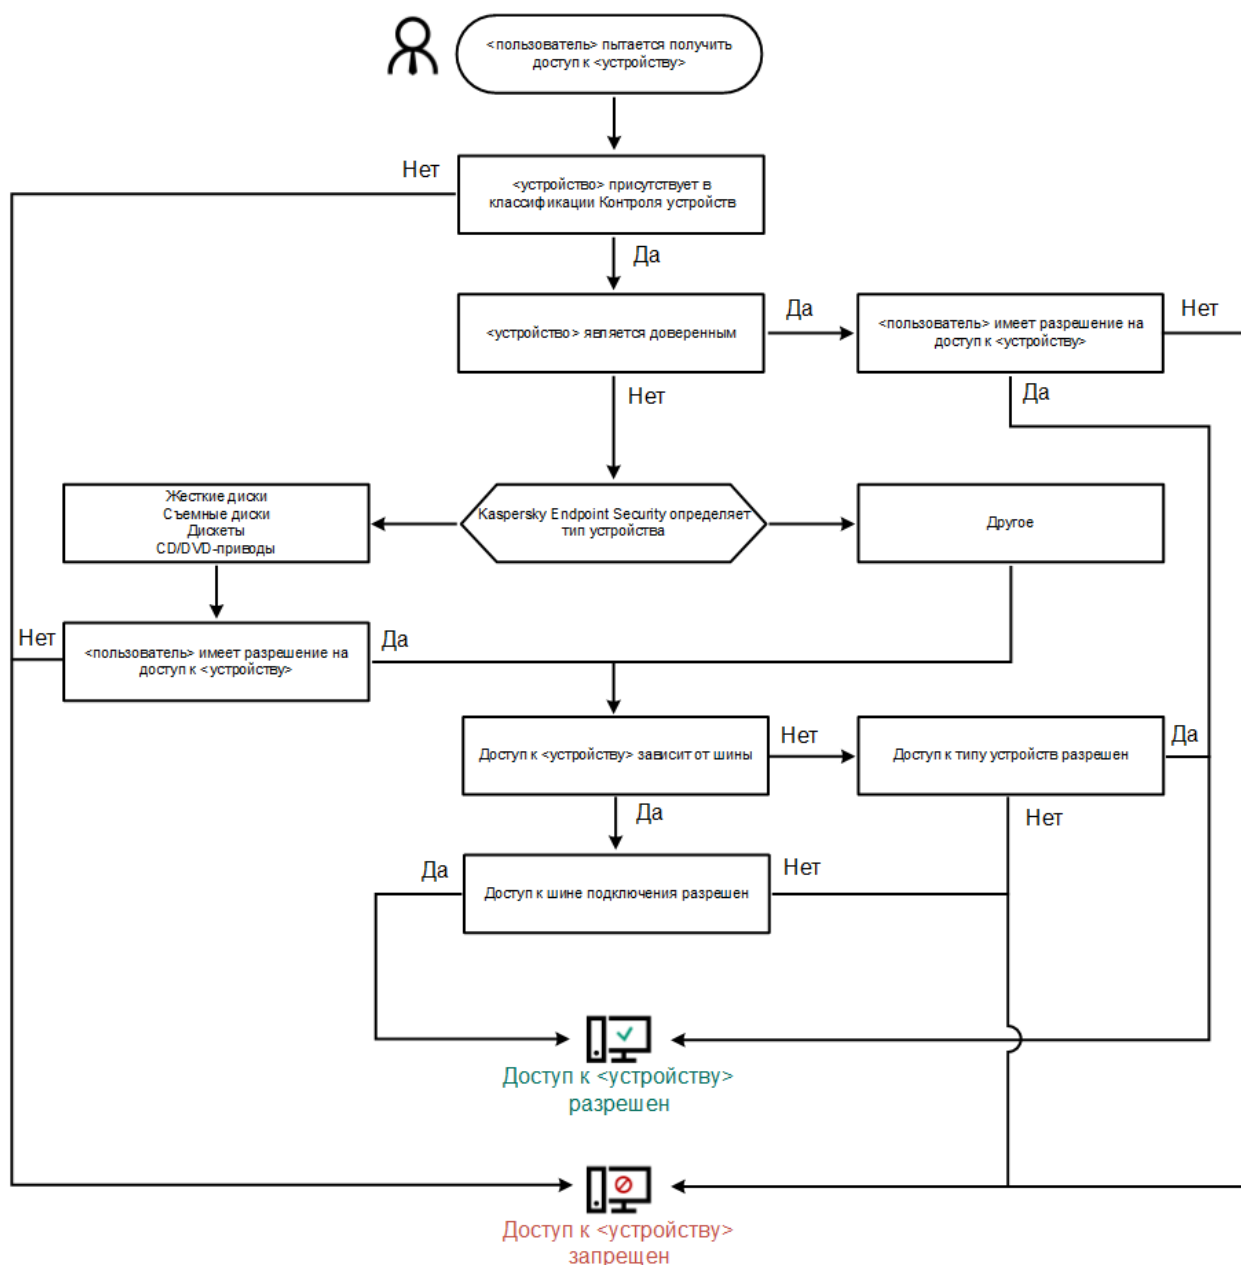 <пользователь> пытается получить
доступ к <устройству>
Нет
<устройство> присутствует в
классификации Контроля устройств
Да
<устройство> является доверенным
Да
<пользователь> имеет разрешение на
доступ к <устройству>
Нет
Нет
Да
Жесткие диски
Съемные диски
Дискеты
CD/DVD-приводы
Kaspersky Endpoint Security определяет
тип устройства
Другое
Нет
<пользователь> имеет разрешение на
доступ к <устройству>
Да
Доступ к <устройству> зависит от шины
Нет
Доступ к типу устройств разрешен
Да
Да
Нет
Да
Доступ к шине подключения разрешен
Нет
Доступ к <устройству>
разрешен
Доступ к <устройству>
запрещен